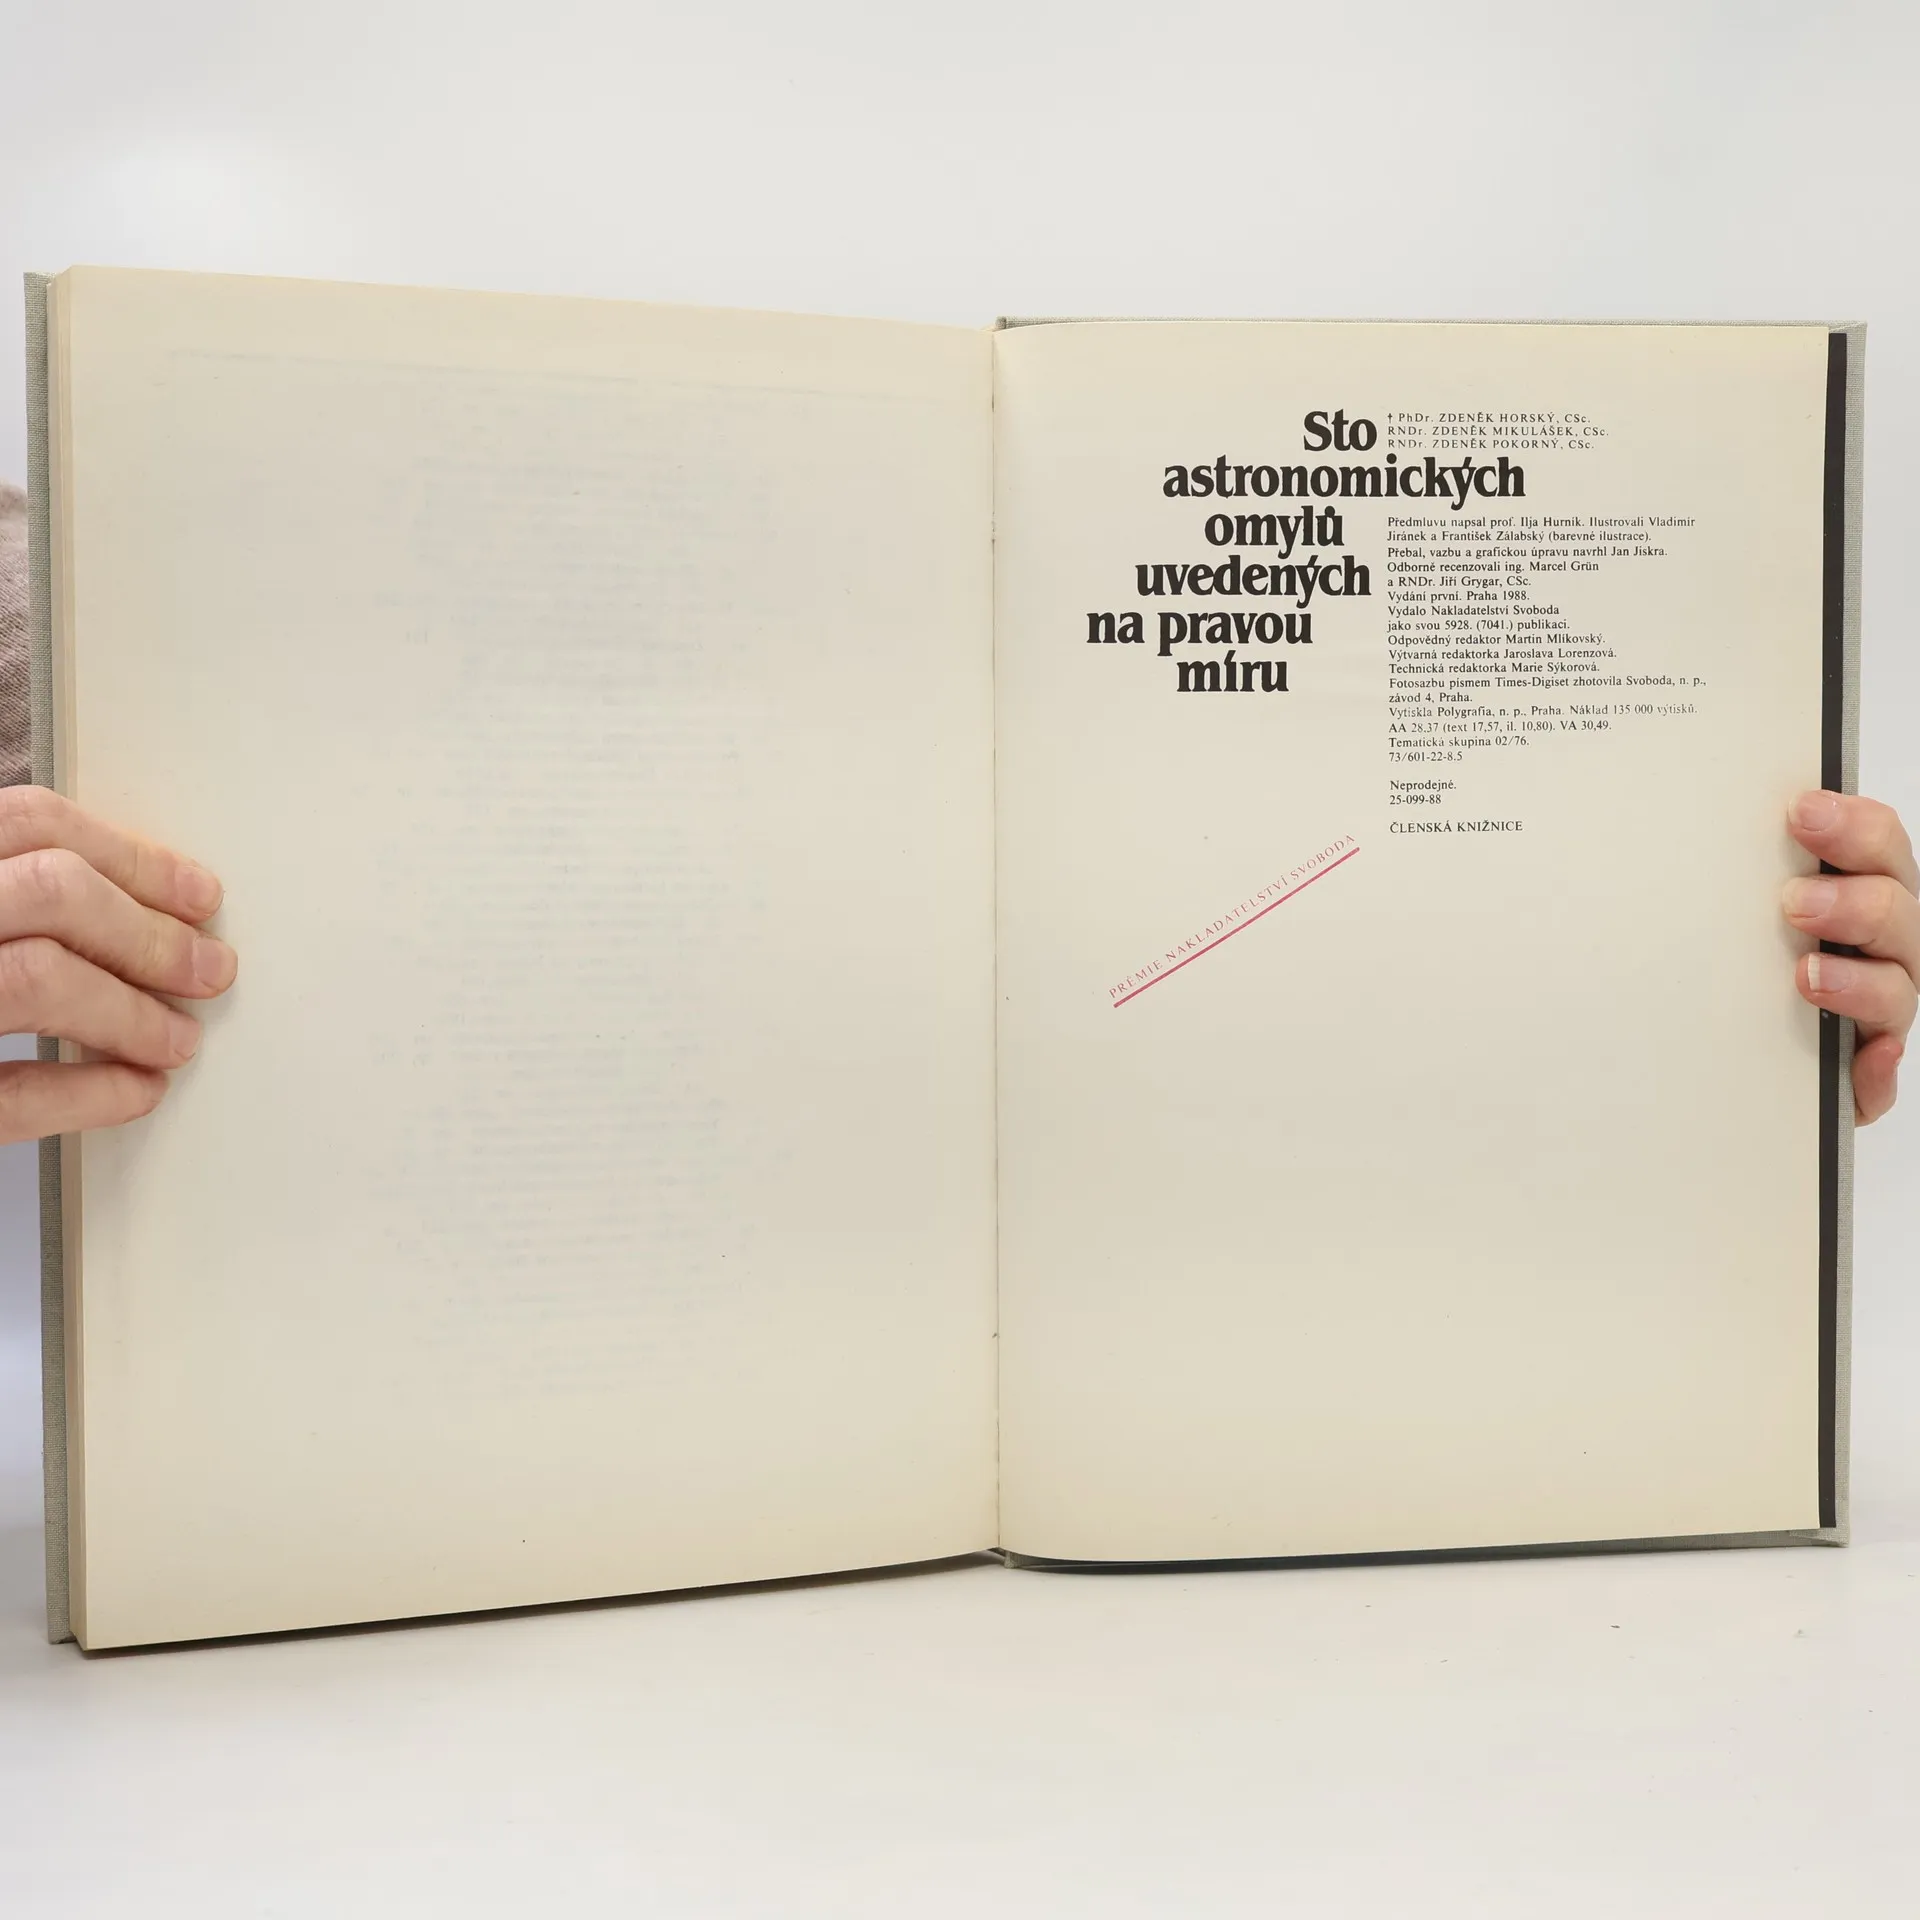 Sto
astronomických
omylů
uvedených
na pravou
míru
† PhDr. ZDENĚK HORSKÝ, CSc.
RNDr. ZDENĚK MIKULÁŠEK, CSc.
RNDr. ZDENĚK POKORNÝ, CSc.
Předmluvu napsal prof. Ilja Hurník. Ilustrovali Vladimír
Jiránek a František Zálabský (barevné ilustrace).
Přebal, vazbu a grafickou úpravu navrhl Jan Jiskra.
Odborně recenzovali ing. Marcel Grün
a RNDr. Jiří Grygar, CSc.
Vydání první. Praha 1988.
Vydalo Nakladatelství Svoboda
jako svou 5928. (7041.) publikaci.
Odpovědný redaktor Martin Mlíkovský.
Výtvarná redaktorka Jaroslava Lorenzová.
Technická redaktorka Marie Sýkorová.
Fotosazbu písmem Times-Digiset zhotovila Svoboda, n. p.,
závod 4, Praha.
Vytiskla Polygrafia, n. p., Praha. Náklad 135 000 výtisků.
AA 28.37 (text 17,57, il. 10,80). VA 30,49.
Tematická skupina 02/76.
73/601-22-8.5
Neprodejné.
25-099-88
ČLENSKÁ KNIŽNICE
PRÉMIE NAKLADATELSTVÍ SVOBODA